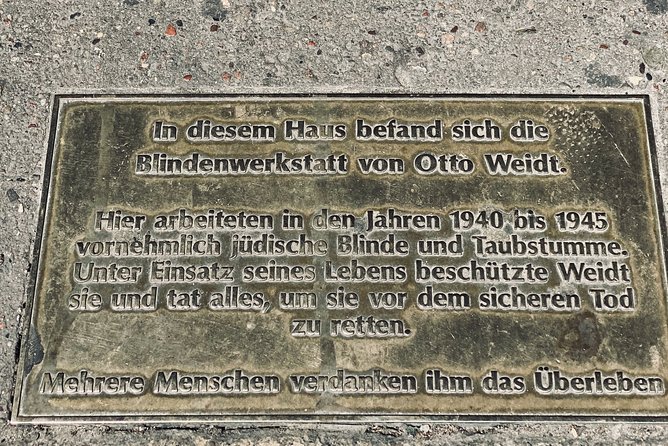 In diesem Haus befand sich die
Blindenwerkstatt von Otto Weidt.
Hier arbeiteten in den Jahren 1940 bis 1945
vornehmlich jüdische Blinde und Taubstumme.
Unter Einsatz seines Lebens beschützte Weidt
sie und tat alles, um sie vor dem sicheren Tod
zu retten.
Mehrere Menschen verdanken ihm das Überleben